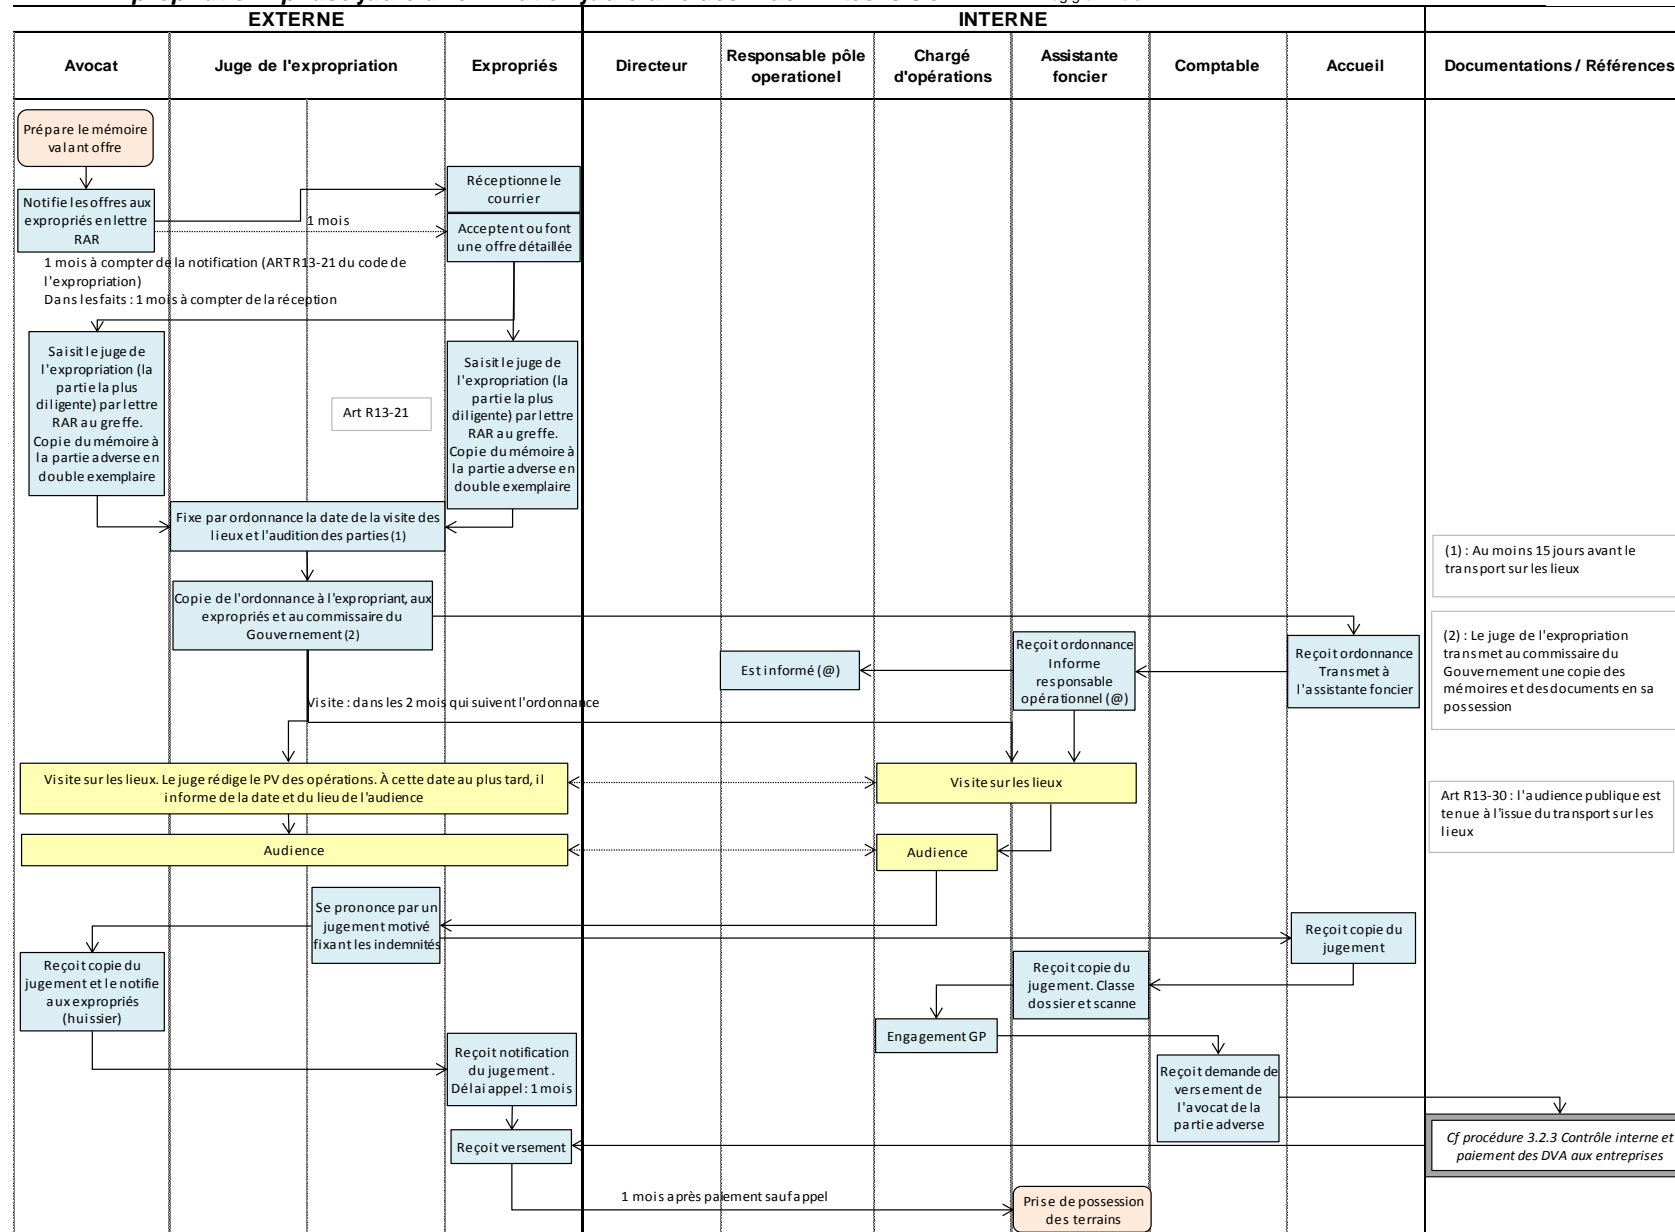 EXTERNE
INTERNE
Avocat
Juge de l'expropriation
Expropriés
Directeur
Responsable pôle
operationel
Chargé
d'opérations
Assistante
foncier
Comptable
Accueil
Documentations / Références
Prépare le mémoire
valant offre
Notifie les offres aux
expropriés en lettre
RAR
1 mois
Réceptionne le
courrier
Acceptent ou font
une offre détaillée
1 mois à compter de la notification (ART R13-21 du code de
l'expropriation)
Dans les faits : 1 mois à compter de la réception
Saisit le juge de
l'expropriation (la
partie la plus
diligente) par lettre
RAR au greffe.
Copie du mémoire à
la partie adverse en
double exemplaire
Art R13-21
Saisit le juge de
l'expropriation (la
partie la plus
diligente) par lettre
RAR au greffe.
Copie du mémoire à
la partie adverse en
double exemplaire
Fixe par ordonnance la date de la visite des
lieux et l'audition des parties (1)
(1) : Au moins 15 jours avant le
transport sur les lieux
Copie de l'ordonnance à l'expropriant, aux
expropriés et au commissaire du
Gouvernement (2)
Est informé (@)
Reçoit ordonnance
Informe
responsable
opérationnel (@)
Reçoit ordonnance
Transmet à
l'assistante foncier
(2) : Le juge de l'expropriation
transmet au commissaire du
Gouvernement une copie des
mémoires et des documents en sa
possession
Visite : dans les 2 mois qui suivent l'ordonnance
Visite sur les lieux. Le juge rédige le PV des opérations. À cette date au plus tard, il
informe de la date et du lieu de l'audience
Visite sur les lieux
Art R13-30 : l'audience publique est
tenue à l'issue du transport sur les
lieux
Audience
Audience
Se prononce par un
jugement motivé
fixant les indemnités
Reçoit copie du
jugement
Reçoit copie du
jugement et le notifie
aux expropriés
(huissier)
Reçoit copie du
jugement. Classe
dossier et scanne
Engagement GP
Reçoit notification
du jugement .
Délai appel : 1 mois
Reçoit demande de
versement de
l'avocat de la
partie adverse
Reçoit versement
Cf procédure 3.2.3 Contrôle interne et
paiement des DVA aux entreprises
1 mois après paiement sauf appel
Prise de possession
des terrains